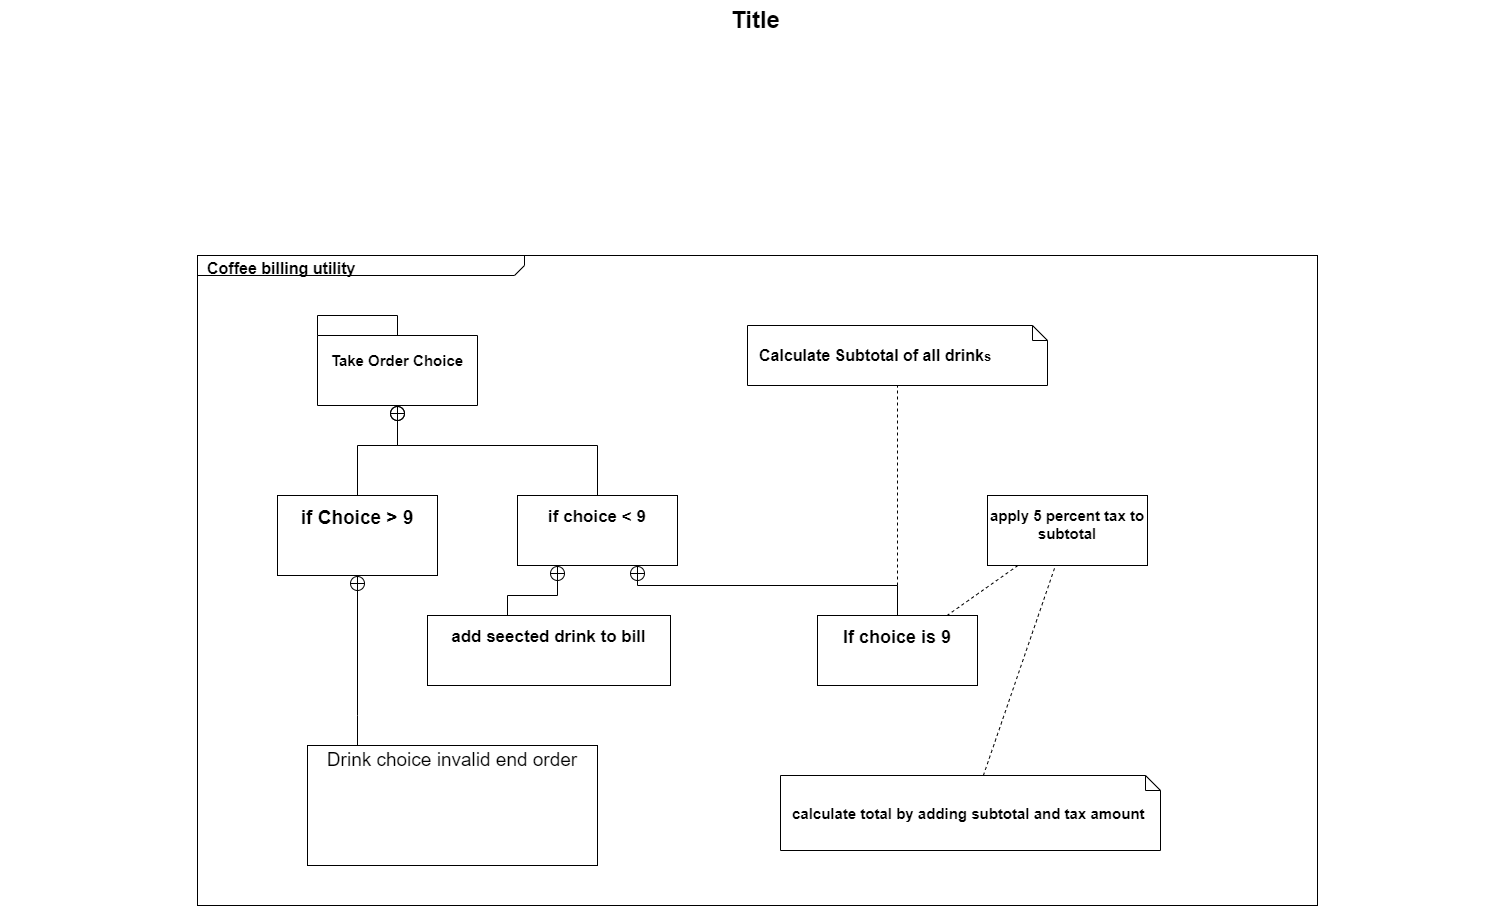 Title
Coffee billing utility
Take Order Choice
Calculate Subtotal of all drinks
if Choice > 9
if choice < 9
apply 5 percent tax to
subtotal
add seected drink to bill
If choice is 9
Drink choice invalid end order
calculate total by adding subtotal and tax amount